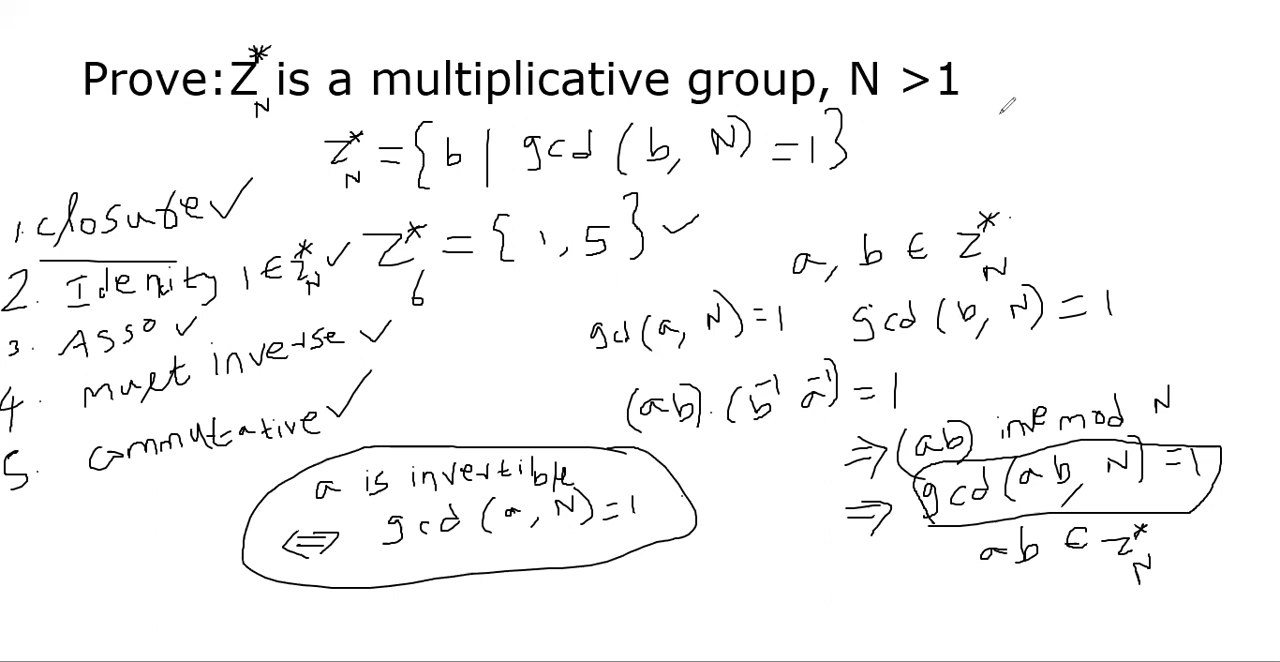 Prove: Z*N is a multiplicative group, N >1
Z*N = { b | gcd (b, N) = 1 }
1. closure ✓
Z*6 = { 1, 5 } ✓
a, b ∈ Z*N
2. Idenity 1 ∈ Z*N ✓
gcd (a, N) = 1 gcd (b, N) = 1
3. Asso ✓
4. mult inverse ✓
(ab). (b⁻¹ a⁻¹) = 1
5. commutative ✓
⇒ (ab) inve mod N
a is invertible
⇔ gcd (a, N) = 1
⇒ gcd (ab, N) = 1
ab ∈ Z*N